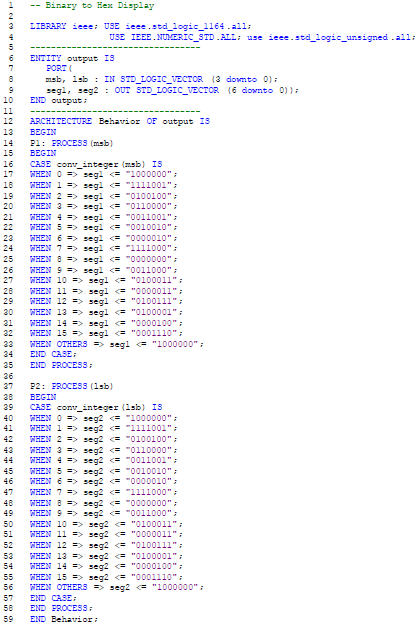 1 -- Binary to Hex Display
2
3 LIBRARY ieee; USE ieee.std_logic_1164.all;
4 USE IEEE.NUMERIC_STD.ALL; use ieee.std_logic_unsigned.all;
5 --------------------------------
6 ENTITY output IS
7 PORT(
8 msb, lsb : IN STD_LOGIC_VECTOR (3 downto 0);
9 seg1, seg2 : OUT STD_LOGIC_VECTOR (6 downto 0));
10 END output;
11 --------------------------------
12 ARCHITECTURE Behavior OF output IS
13 BEGIN
14 P1: PROCESS(msb)
15 BEGIN
16 CASE conv_integer(msb) IS
17 WHEN 0 => seg1 <= "1000000";
18 WHEN 1 => seg1 <= "1111001";
19 WHEN 2 => seg1 <= "0100100";
20 WHEN 3 => seg1 <= "0110000";
21 WHEN 4 => seg1 <= "0011001";
22 WHEN 5 => seg1 <= "0010010";
23 WHEN 6 => seg1 <= "0000010";
24 WHEN 7 => seg1 <= "1111000";
25 WHEN 8 => seg1 <= "0000000";
26 WHEN 9 => seg1 <= "0011000";
27 WHEN 10 => seg1 <= "0100011";
28 WHEN 11 => seg1 <= "0000011";
29 WHEN 12 => seg1 <= "0100111";
30 WHEN 13 => seg1 <= "0100001";
31 WHEN 14 => seg1 <= "0000100";
32 WHEN 15 => seg1 <= "0001110";
33 WHEN OTHERS => seg1 <= "1000000";
34 END CASE;
35 END PROCESS;
36
37 P2: PROCESS(lsb)
38 BEGIN
39 CASE conv_integer(lsb) IS
40 WHEN 0 => seg2 <= "1000000";
41 WHEN 1 => seg2 <= "1111001";
42 WHEN 2 => seg2 <= "0100100";
43 WHEN 3 => seg2 <= "0110000";
44 WHEN 4 => seg2 <= "0011001";
45 WHEN 5 => seg2 <= "0010010";
46 WHEN 6 => seg2 <= "0000010";
47 WHEN 7 => seg2 <= "1111000";
48 WHEN 8 => seg2 <= "0000000";
49 WHEN 9 => seg2 <= "0011000";
50 WHEN 10 => seg2 <= "0100011";
51 WHEN 11 => seg2 <= "0000011";
52 WHEN 12 => seg2 <= "0100111";
53 WHEN 13 => seg2 <= "0100001";
54 WHEN 14 => seg2 <= "0000100";
55 WHEN 15 => seg2 <= "0001110";
56 WHEN OTHERS => seg2 <= "1000000";
57 END CASE;
58 END PROCESS;
59 END Behavior;